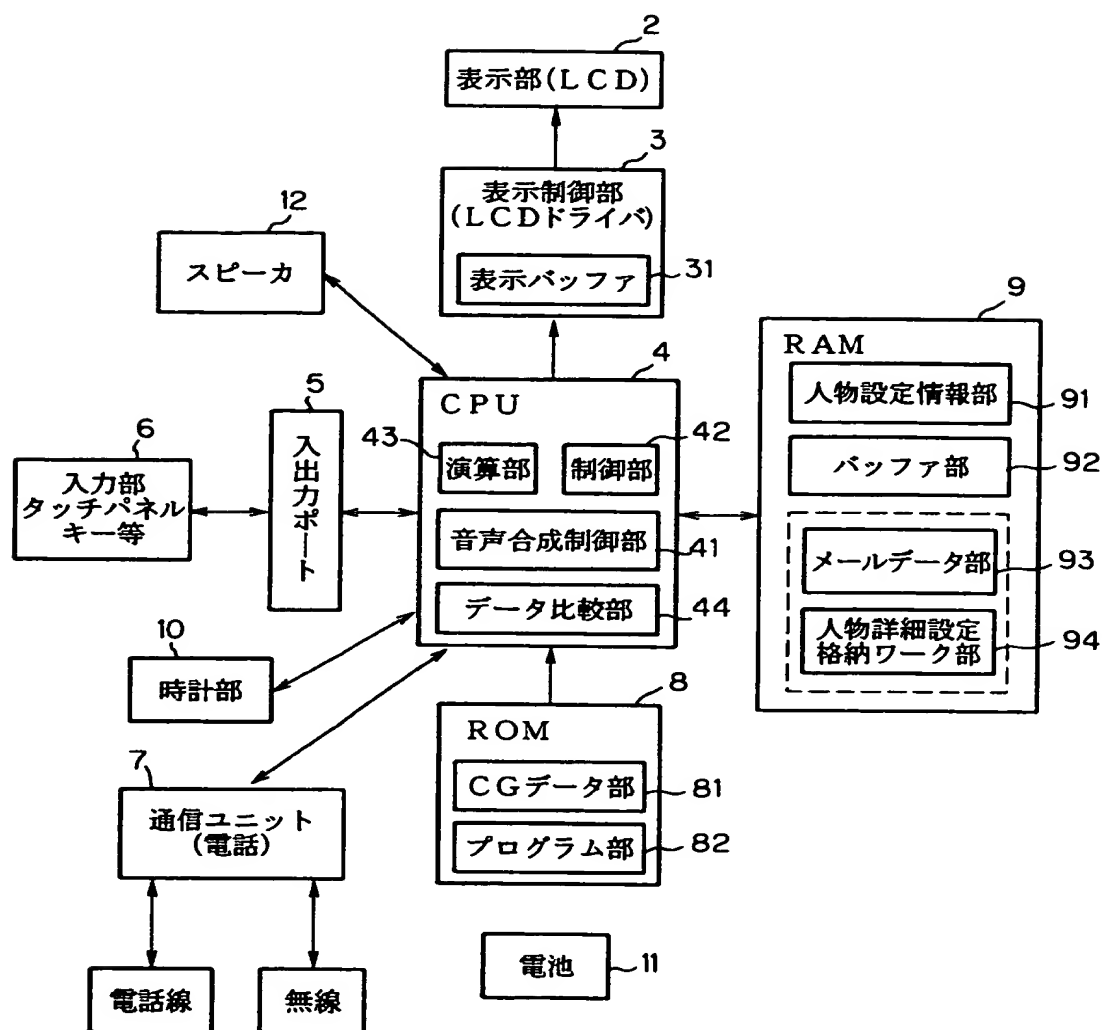 2
表示部(LCD)
3
表示制御部
(LCDドライバ)
表示バッファ
31
12
スピーカ
4
CPU
43
演算部
42
制御部
音声合成制御部
41
データ比較部
44
5
入出力ポート
6
入力部
タッチパネル
キー等
9
RAM
人物設定情報部
91
バッファ部
92
メールデータ部
93
人物詳細設定
格納ワーク部
94
10
時計部
8
ROM
CGデータ部
81
プログラム部
82
7
通信ユニット
(電話)
電話線
無線
電池
11